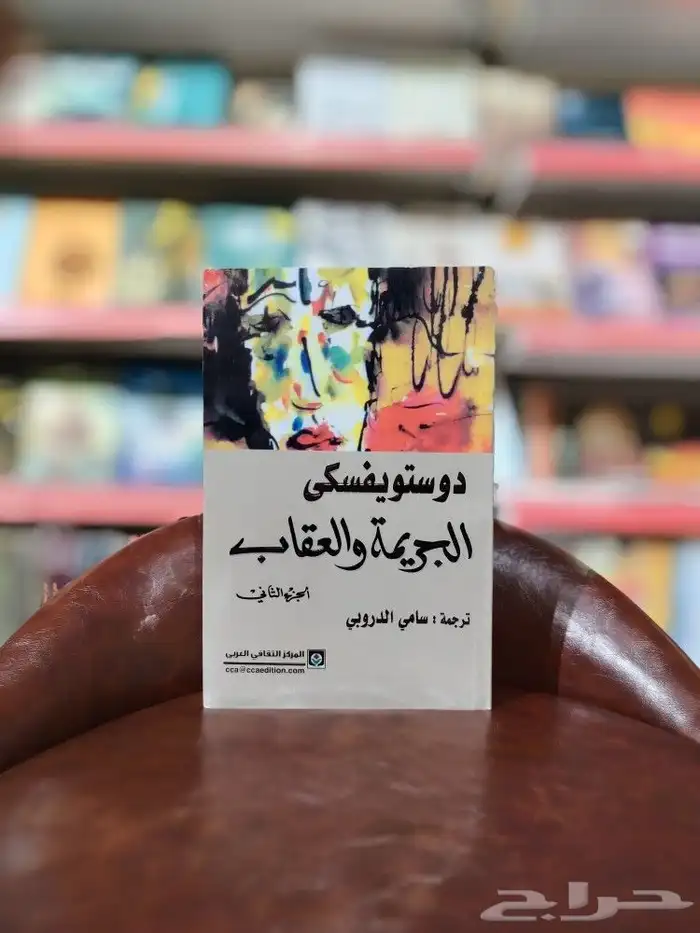 دوستويفسكي
الجريمة والعقاب
الجزء الثاني
ترجمة : سامي الدروبي
المركز الثقافي العربي
cca@ccaedition.com
حراج